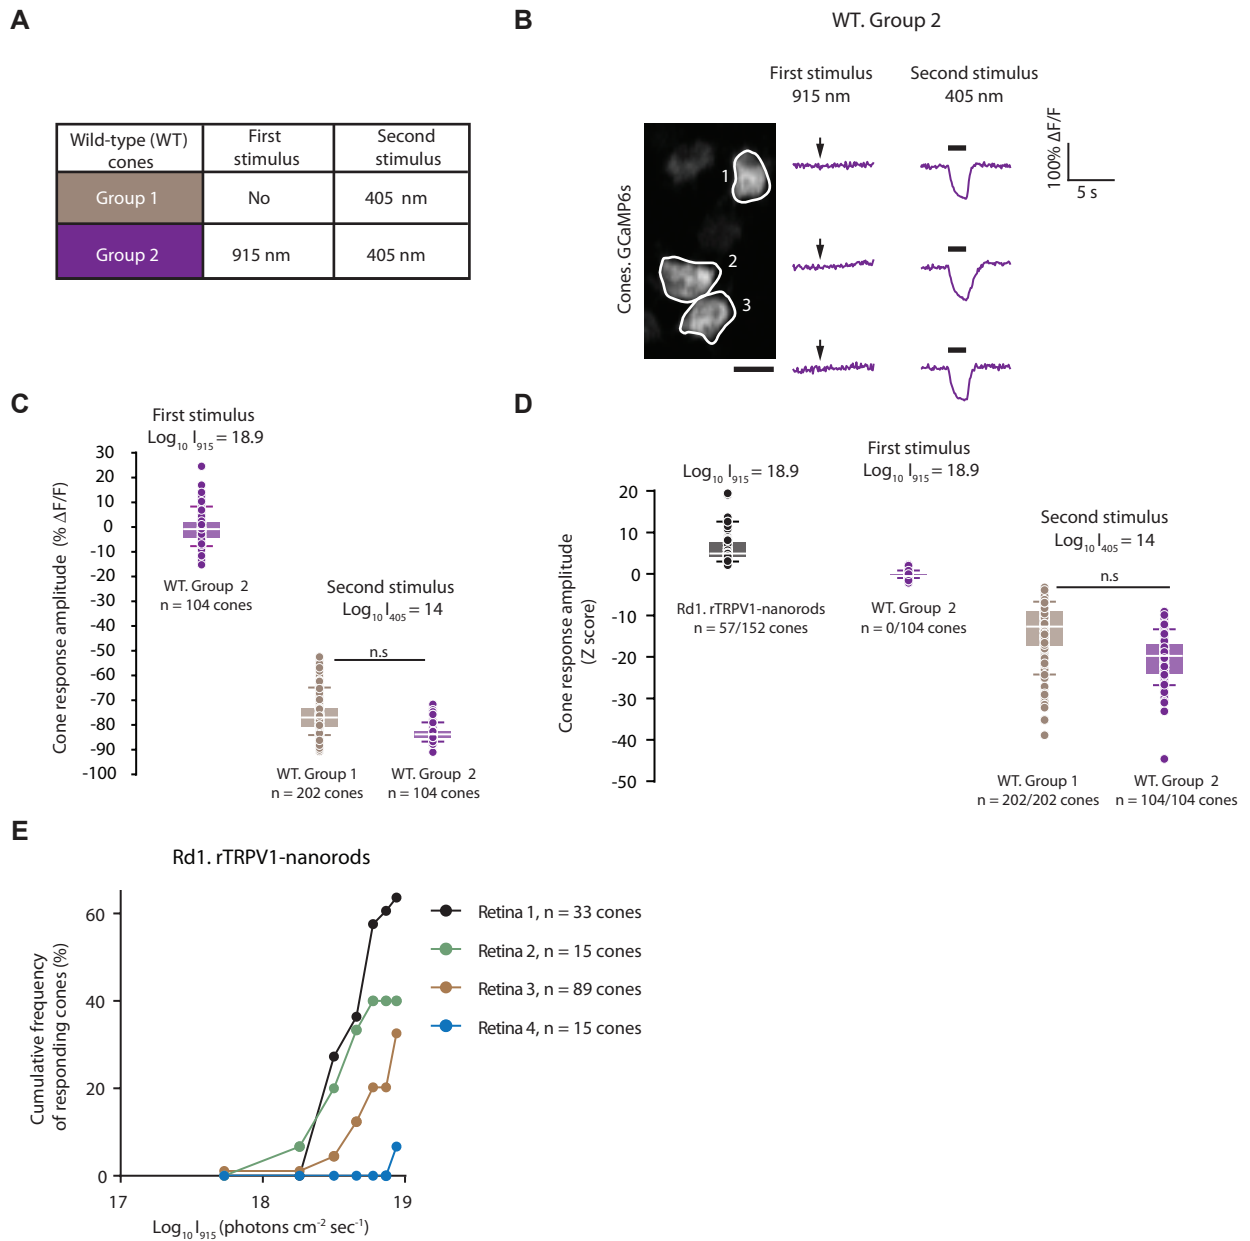 A
Wild-type (WT) cones
First stimulus
Second stimulus
Group 1
No
405 nm
Group 2
915 nm
405 nm
B
WT. Group 2
First stimulus
915 nm
Second stimulus
405 nm
Cones. GCaMP6s
1
2
3
100% ΔF/F
5 s
C
First stimulus
Log10 I915 = 18.9
Cone response amplitude (% ΔF/F)
30
20
10
0
-10
-20
-30
-40
-50
-60
-70
-80
-90
-100
WT. Group 2
n = 104 cones
Second stimulus
Log10 I405 = 14
n.s
WT. Group 1
n = 202 cones
WT. Group 2
n = 104 cones
D
Cone response amplitude
(Z score)
20
10
0
-10
-20
-30
-40
-50
Log10 I915 = 18.9
Rd1. rTRPV1-nanorods
n = 57/152 cones
First stimulus
Log10 I915 = 18.9
WT. Group 2
n = 0/104 cones
Second stimulus
Log10 I405 = 14
n.s
WT. Group 1
n = 202/202 cones
WT. Group 2
n = 104/104 cones
E
Rd1. rTRPV1-nanorods
Cumulative frequency
of responding cones (%)
60
40
20
0
17
18
19
Log10 I915 (photons cm-2 sec-1)
Retina 1, n = 33 cones
Retina 2, n = 15 cones
Retina 3, n = 89 cones
Retina 4, n = 15 cones